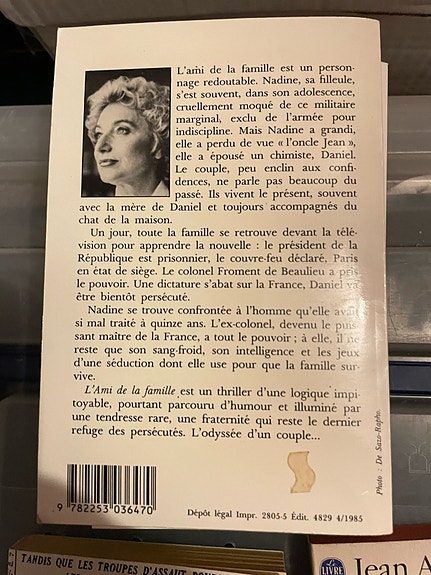 L'ami de la famille est un person-
nage redoutable. Nadine, sa filleule,
s'est souvent, dans son adolescence,
cruellement moqué de ce militaire
marginal, exclu de l'armée pour
indiscipline. Mais Nadine a grandi,
elle a perdu de vue « l'oncle Jean »,
elle a épousé un chimiste, Daniel.
Le couple, peu enclin aux confi-
dences, ne parle pas beaucoup du
passé. Ils vivent le présent, souvent
avec la mère de Daniel et toujours accompagnés du
chat de la maison.
Un jour, toute la famille se retrouve devant la télé-
vision pour apprendre la nouvelle : le président de la
République est prisonnier, le couvre-feu déclaré, Paris
en état de siège. Le colonel Froment de Beaulieu a pris
le pouvoir. Une dictature s'abat sur la France, Daniel va
être bientôt persécuté.
Nadine se trouve confrontée à l'homme qu'elle avait
si mal traité à quinze ans. L'ex-colonel, devenu le puis-
sant maître de la France, a tout le pouvoir ; à elle, il ne
reste que son sang-froid, son intelligence et les jeux
d'une séduction dont elle use pour que la famille sur-
vive.
L'Ami de la famille est un thriller d'une logique impi-
toyable, pourtant parcouru d'humour et illuminé par
une tendresse rare, une fraternité qui reste le dernier
refuge des persécutés. L'odyssée d'un couple...
Photo : De Sazo-Rapho.
9 782253 036470
Dépôt légal Impr. 2805-5 Édit. 4829 4/1985
TANDIS QUE LES TROUPES D'ASSAUT
LE LIVRE
Jean A